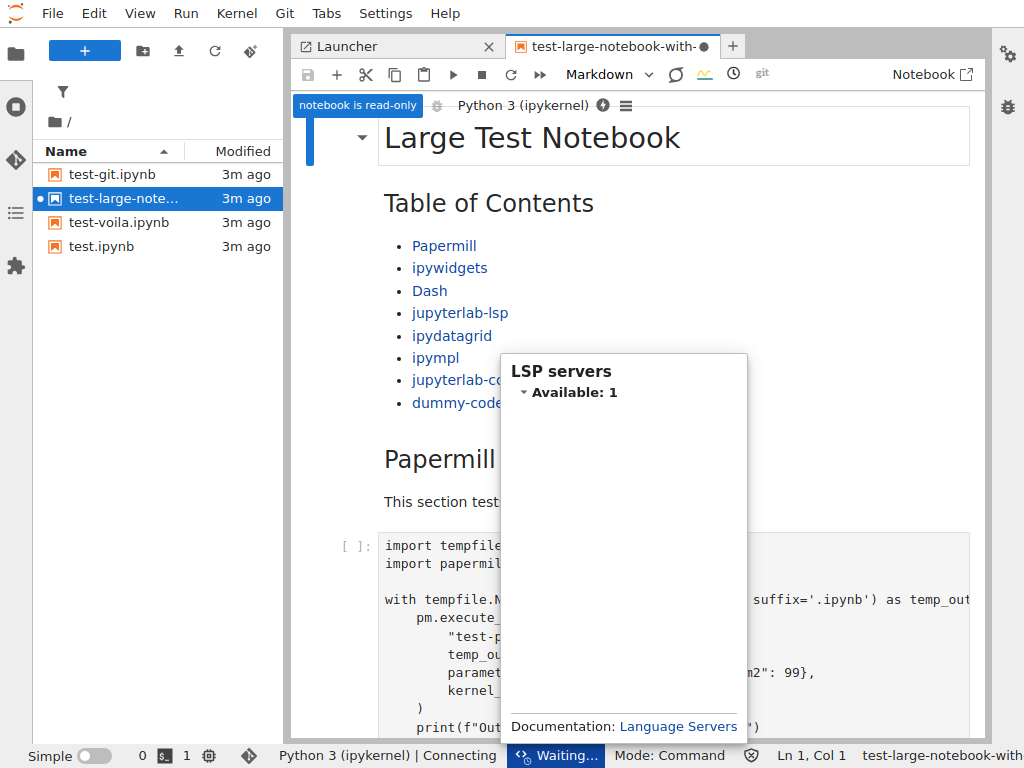 File Edit View Run Kernel Git Tabs Settings Help
/
Name Modified
test-git.ipynb 3m ago
test-large-note... 3m ago
test-voila.ipynb 3m ago
test.ipynb 3m ago
Launcher
test-large-notebook-with-
Markdown
git
Notebook
notebook is read-only
Python 3 (ipykernel)
Large Test Notebook
Table of Contents
Papermill
ipywidgets
Dash
jupyterlab-lsp
ipydatagrid
ipympl
jupyterlab-co
dummy-code
Papermill
This section tests
[ ]:
import tempfile
import papermil
with tempfile.N suffix='.ipynb') as temp_out
pm.execute_
"test-p
temp_ou
paramet m2": 99},
kernel_
)
print(f"Out ")
LSP servers
Available: 1
Documentation: Language Servers
Simple 0 1 Python 3 (ipykernel) | Connecting Waiting... Mode: Command Ln 1, Col 1 test-large-notebook-with